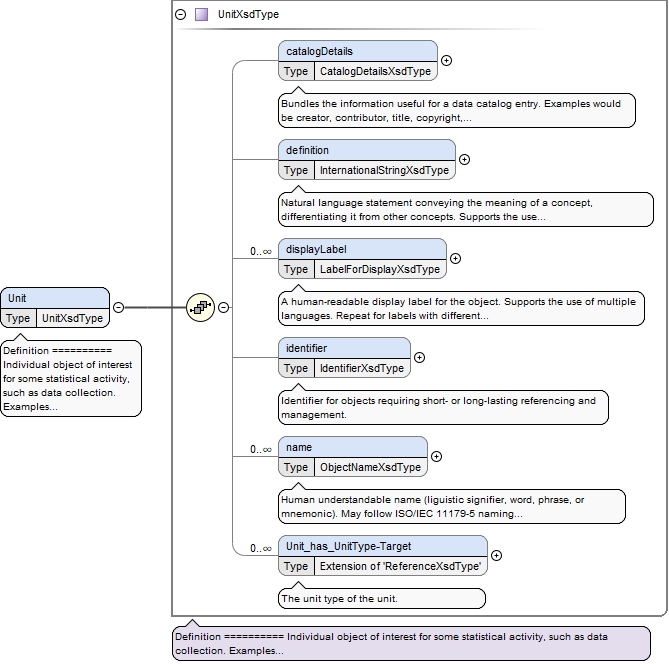 UnitXsdType
catalogDetails
Type CatalogDetailsXsdType
Bundles the information useful for a data catalog entry. Examples would
be creator, contributor, title, copyright,...
definition
Type InternationalStringXsdType
Natural language statement conveying the meaning of a concept,
differentiating it from other concepts. Supports the use...
0..∞
displayLabel
Type LabelForDisplayXsdType
A human-readable display label for the object. Supports the use of multiple
languages. Repeat for labels with different...
Unit
Type UnitXsdType
Definition ==========
Individual object of interest
for some statistical activity,
such as data collection.
Examples...
identifier
Type IdentifierXsdType
Identifier for objects requiring short- or long-lasting referencing and
management.
0..∞
name
Type ObjectNameXsdType
Human understandable name (liguistic signifier, word, phrase, or
mnemonic). May follow ISO/IEC 11179-5 naming...
0..∞
Unit_has_UnitType-Target
Type Extension of 'ReferenceXsdType'
The unit type of the unit.
Definition ========== Individual object of interest for some statistical activity, such as data
collection. Examples...